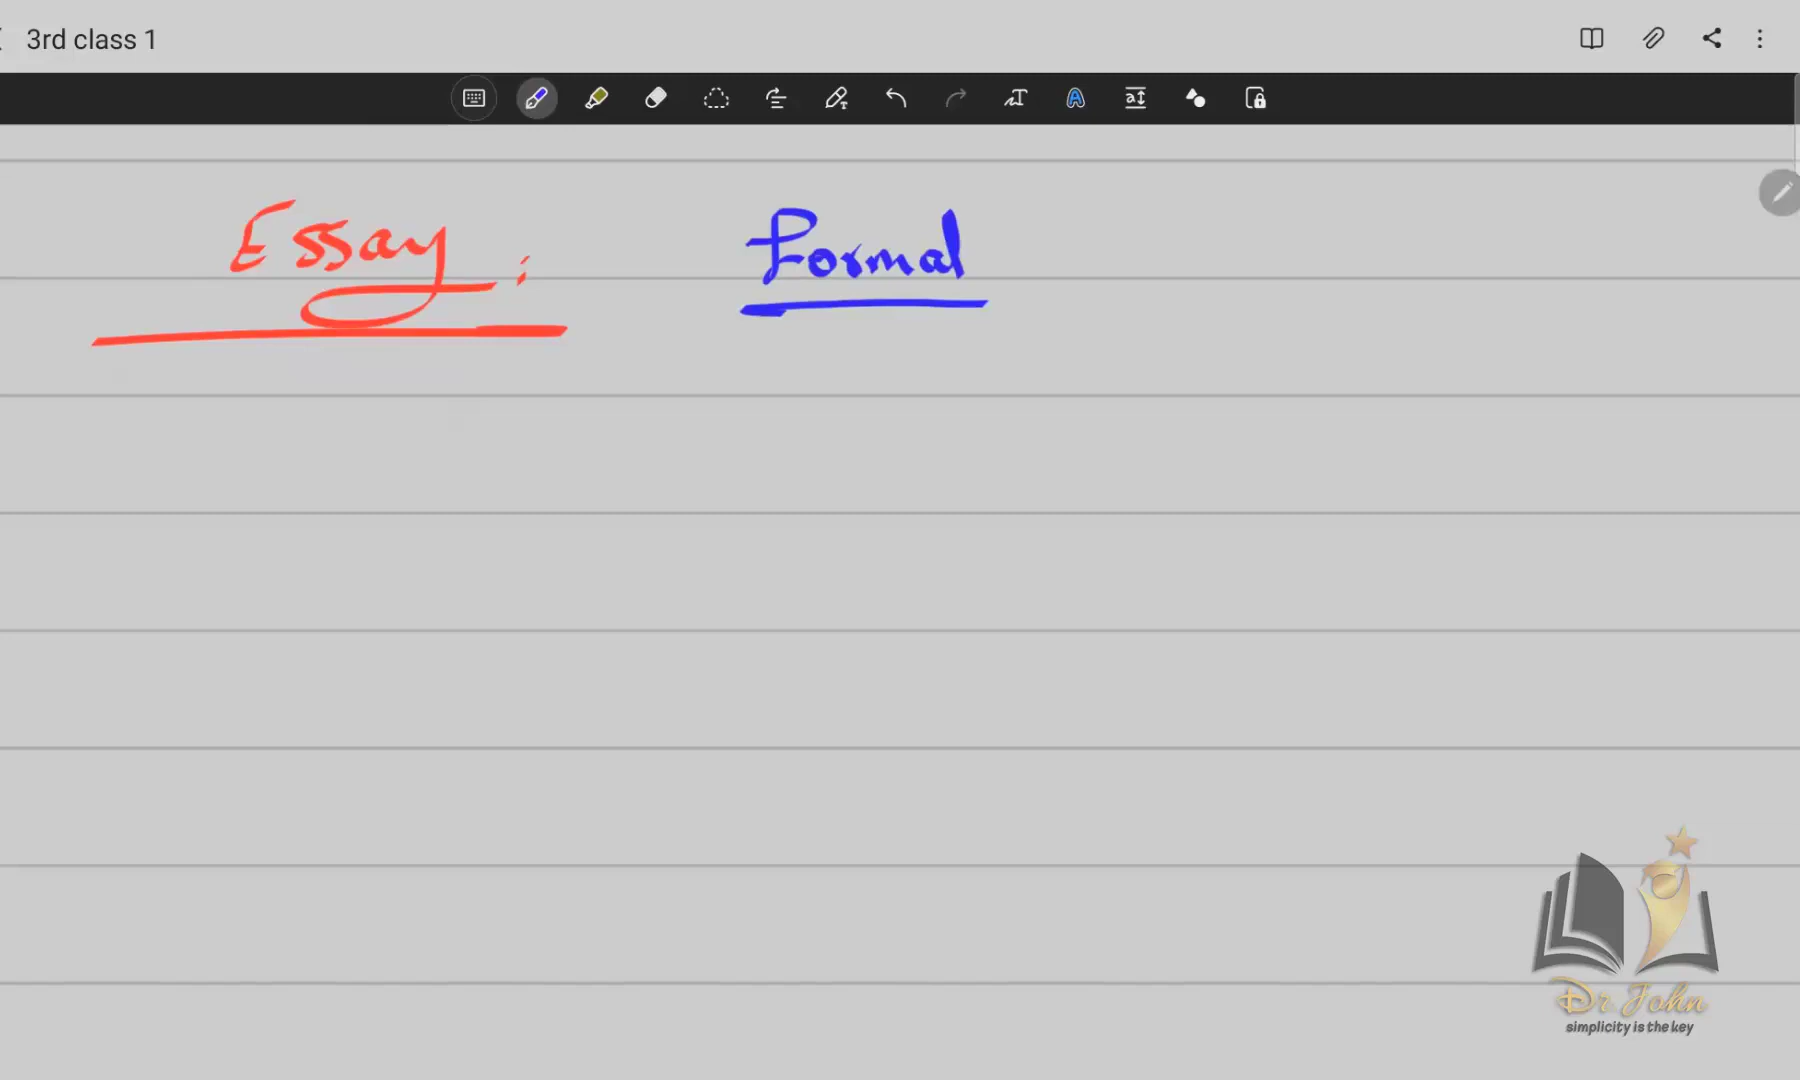 3rd class 1
Essay : Formal
Dr John
simplicity is the key